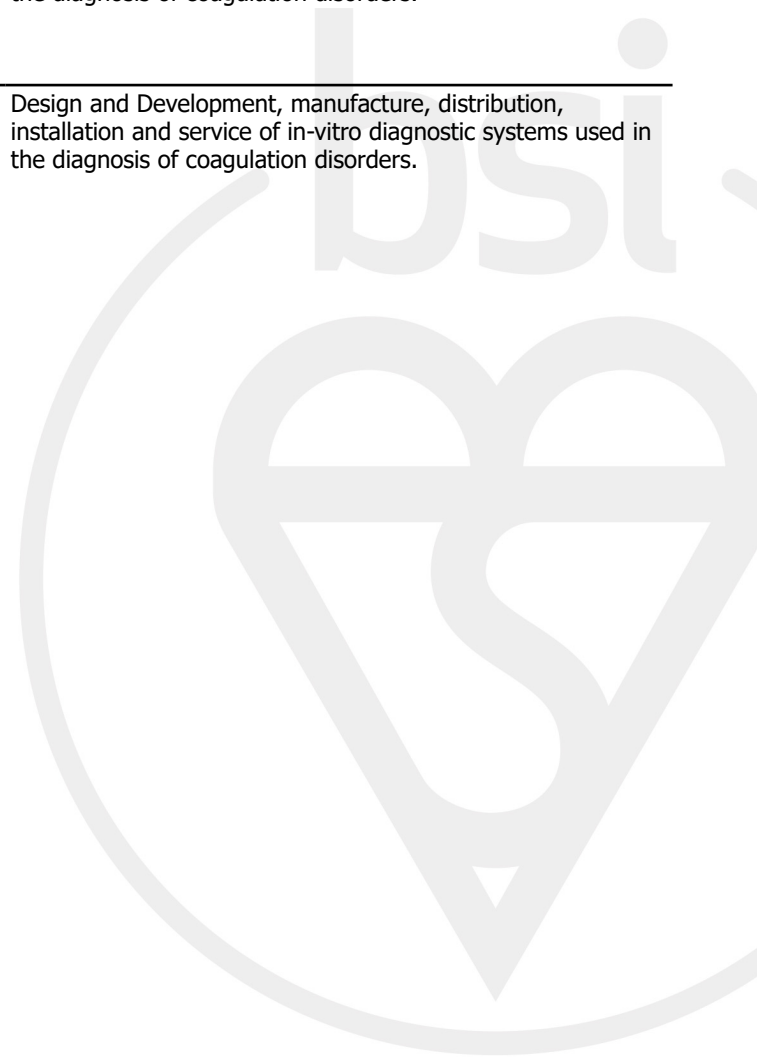 the diagnosis of coagulation disorders.
bsi
Design and Development, manufacture, distribution,
installation and service of in-vitro diagnostic systems used in
the diagnosis of coagulation disorders.